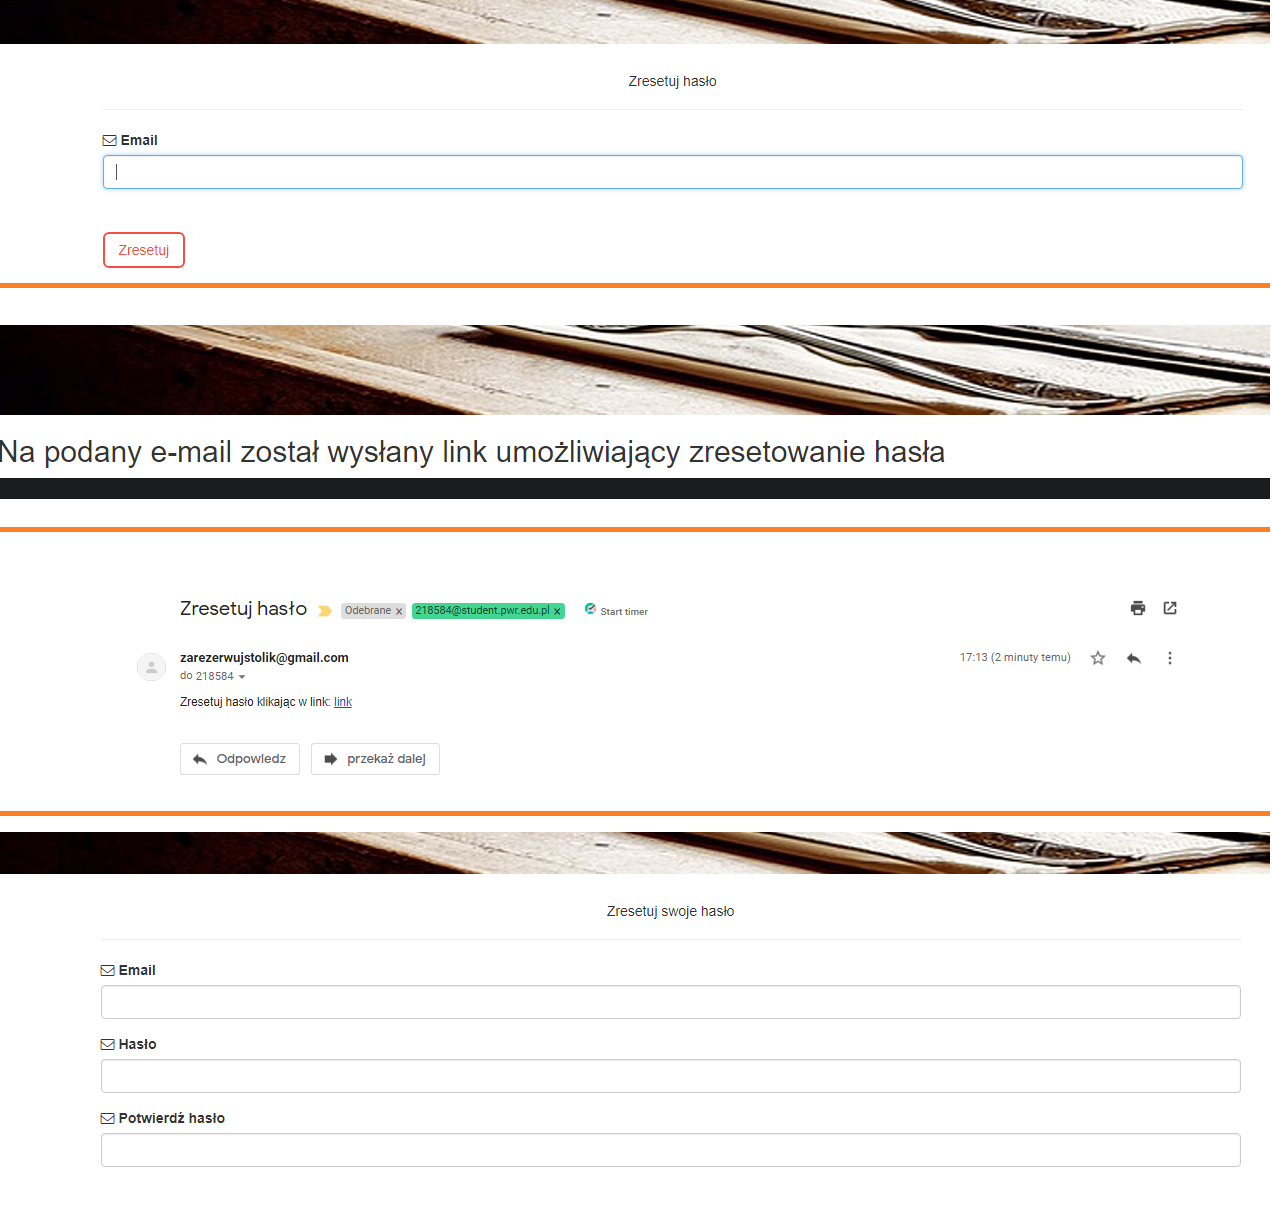 Zresetuj hasło
Email
Zresetuj
Na podany e-mail został wysłany link umożliwiający zresetowanie hasła
Zresetuj hasło Odebrane x 218584@student.pwr.edu.pl x Start timer
zarezerwujstolik@gmail.com 17:13 (2 minuty temu)
do 218584
Zresetuj hasło klikając w link: link
Odpowiedz przekaż dalej
Zresetuj swoje hasło
Email
Hasło
Potwierdź hasło